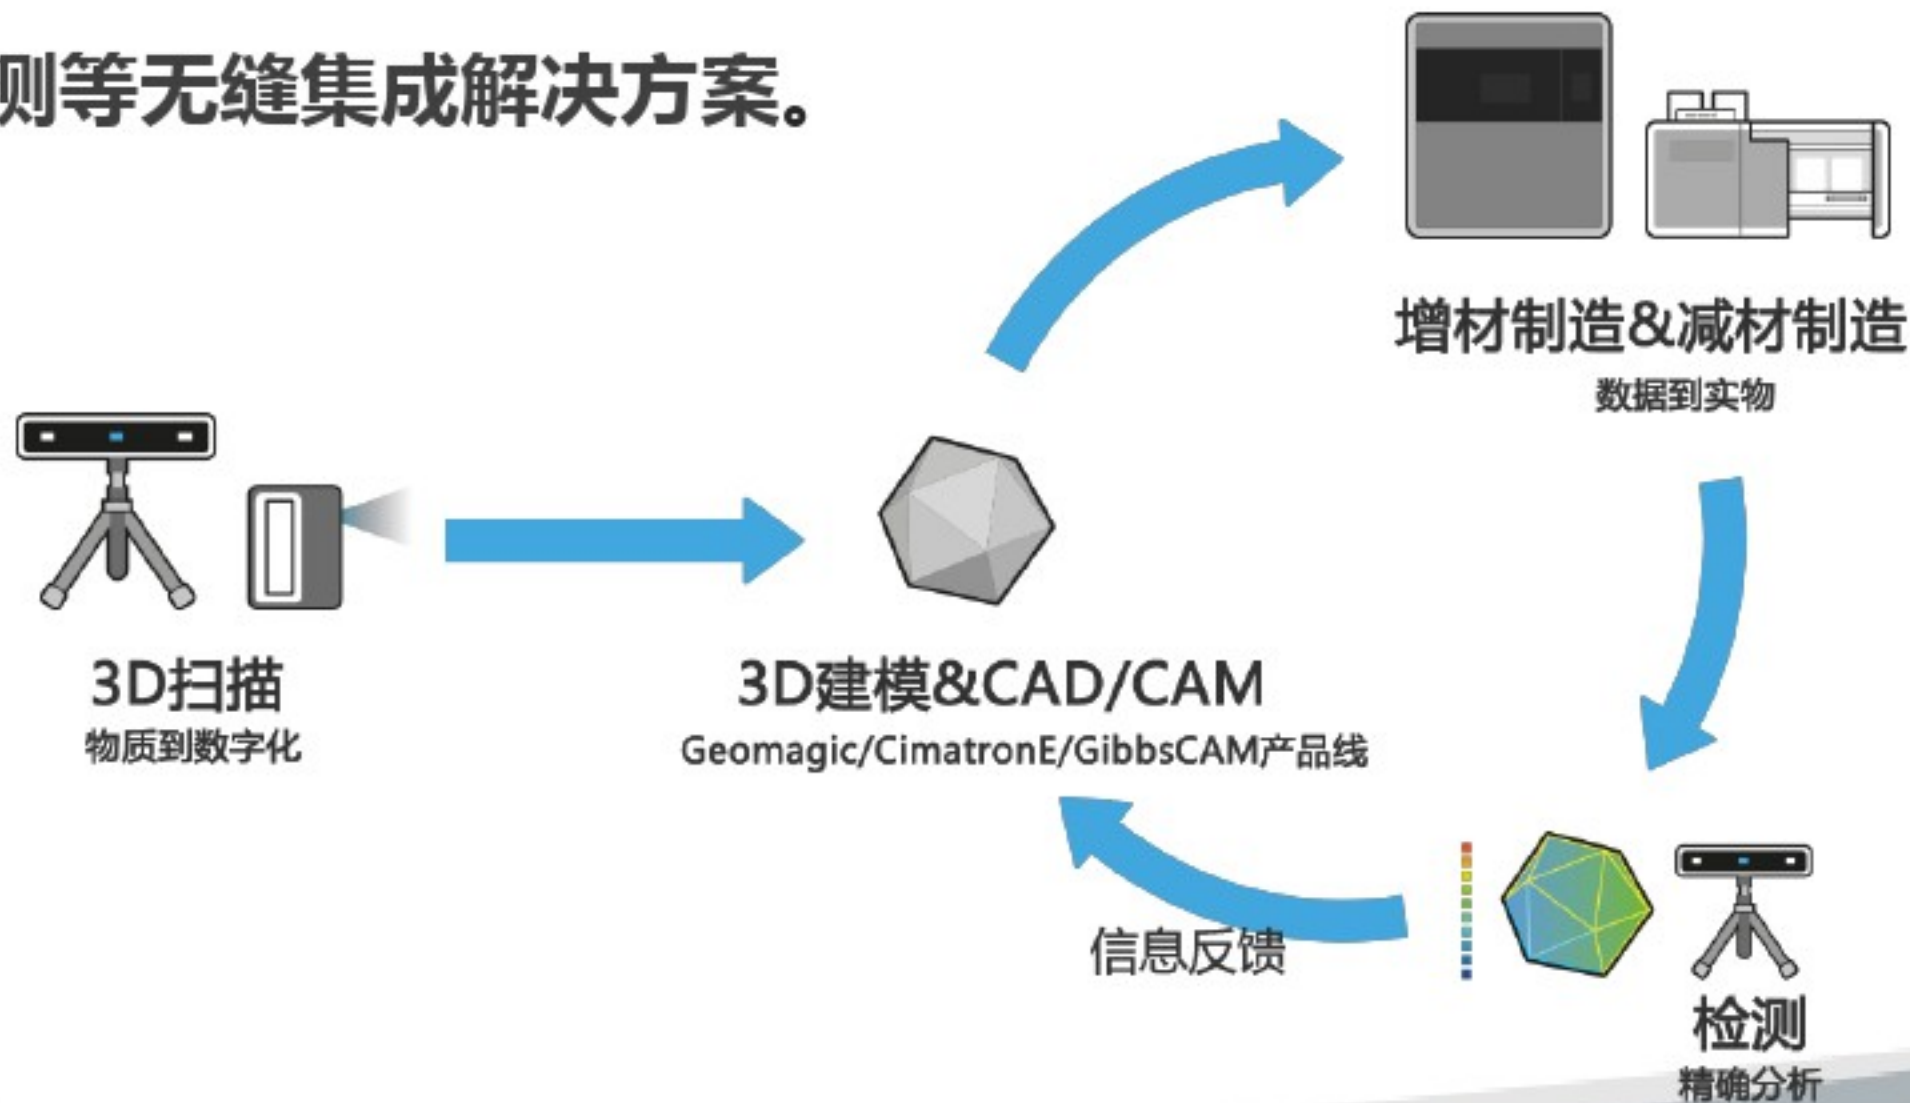 测等无缝集成解决方案。
增材制造&减材制造
数据到实物
3D扫描
物质到数字化
3D建模&CAD/CAM
Geomagic/CimatronE/GibbsCAM产品线
信息反馈
检测
精确分析